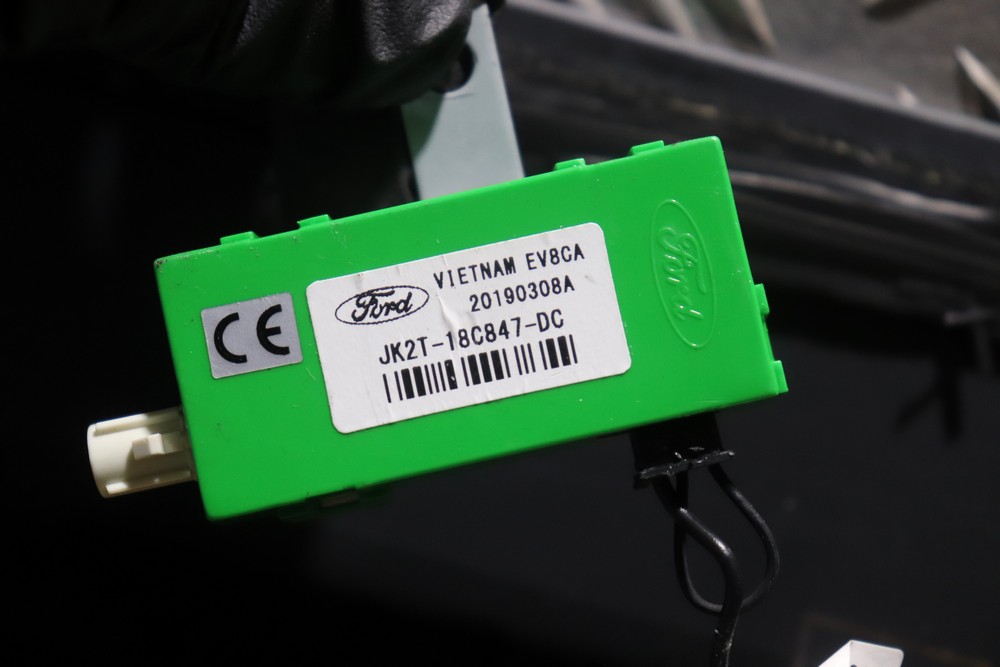 CE
Ford
VIETNAM EV8CA
20190308A
JK2T-18C847-DC
Ford